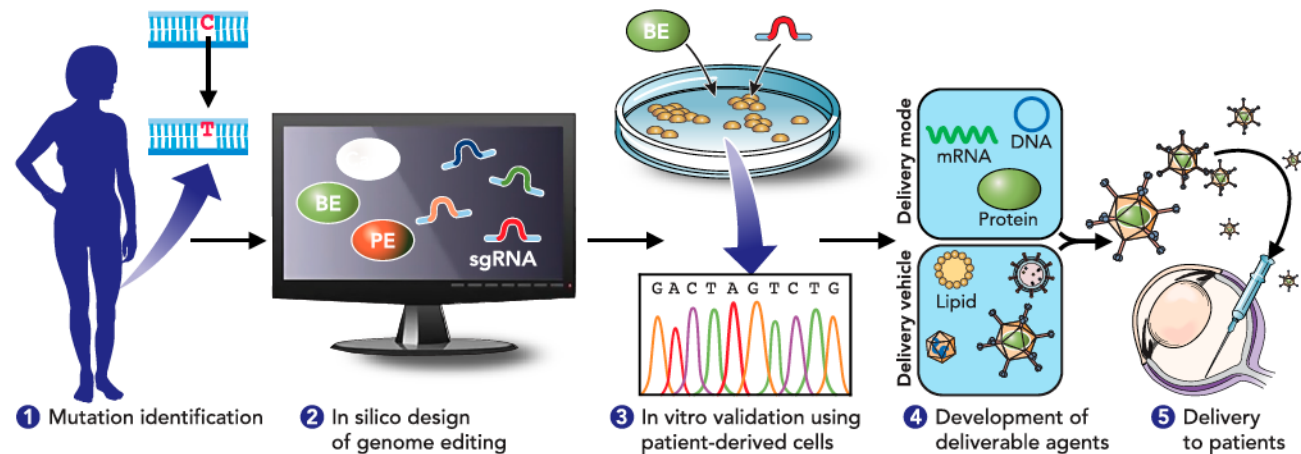 C
T
1 Mutation identification
BE
PE
sgRNA
2 In silico design
of genome editing
BE
G A C T A G T C T G
3 In vitro validation using
patient-derived cells
Delivery mode
mRNA
DNA
Protein
Delivery vehicle
Lipid
4 Development of
deliverable agents
5 Delivery
to patients